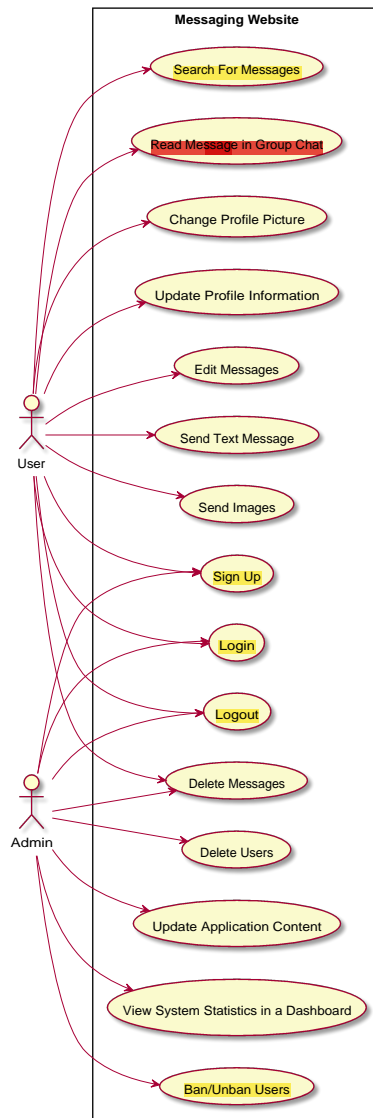 Messaging Website
Search For Messages
Read Message in Group Chat
Change Profile Picture
Update Profile Information
Edit Messages
Send Text Message
User
Send Images
Sign Up
Login
Logout
Delete Messages
Admin
Delete Users
Update Application Content
View System Statistics in a Dashboard
Ban/Unban Users